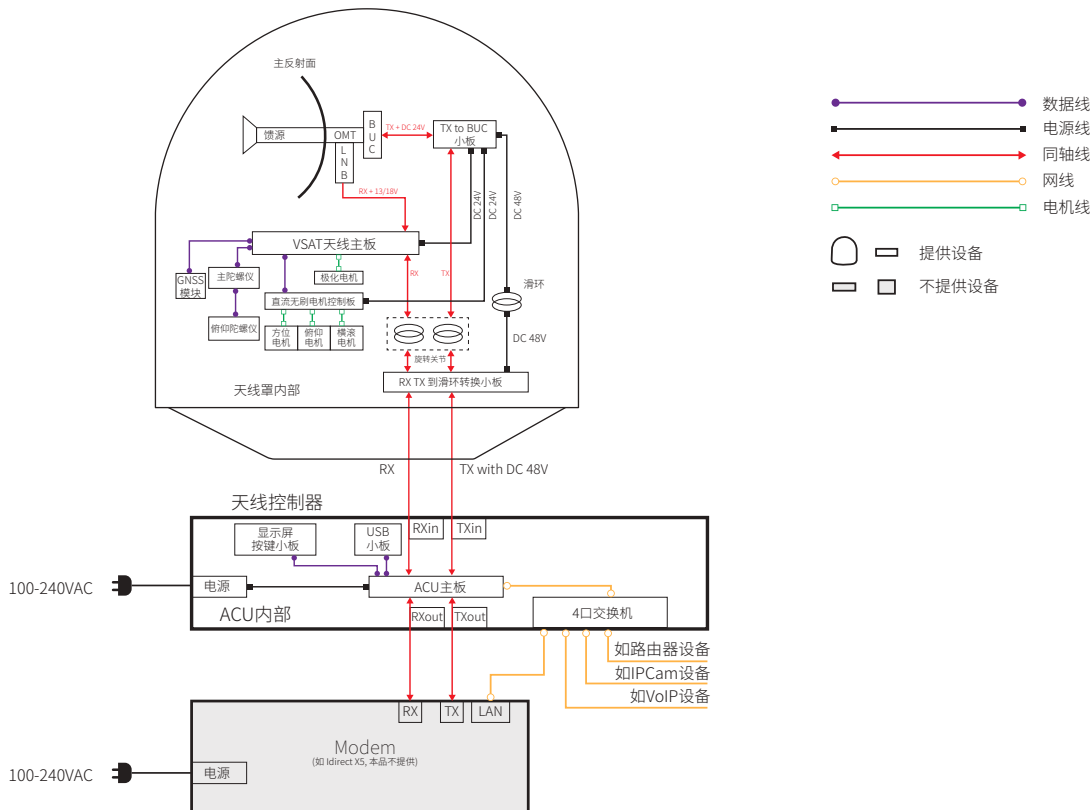 主反射面
馈源
OMT
BUC
LNB
TX + DC 24V
TX to BUC
小板
RX + 13/18V
DC 24V
DC 24V
DC 48V
VSAT天线主板
GNSS
模块
主陀螺仪
极化电机
RX
TX
滑环
直流无刷电机控制板
俯仰陀螺仪
方位
电机
俯仰
电机
横滚
电机
DC 48V
旋转关节
RX TX 到滑环转换小板
天线罩内部
RX
TX with DC 48V
数据线
电源线
同轴线
网线
电机线
提供设备
不提供设备
天线控制器
显示屏
按键小板
USB
小板
RXin
TXin
100-240VAC
电源
ACU主板
ACU内部
RXout
TXout
4口交换机
如路由器设备
如IPCam设备
如VoIP设备
RX
TX
LAN
Modem
(如 Idirect X5, 本品不提供)
100-240VAC
电源